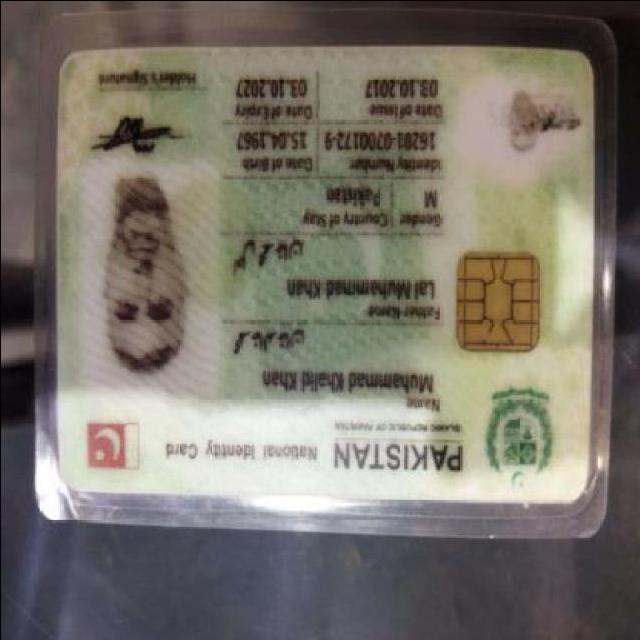 PAKISTAN National Identity Card
ISLAMIC REPUBLIC OF PAKISTAN
Name
Muhammad Khalid Khan
Father Name
Lal Muhammad Khan
Gender Country of Stay
M Pakistan
Identity Number Date of Birth
16201-0700172-9 15.04.1967
Date of Issue Date of Expiry
03.10.2017 03.10.2027
Holder's Signature